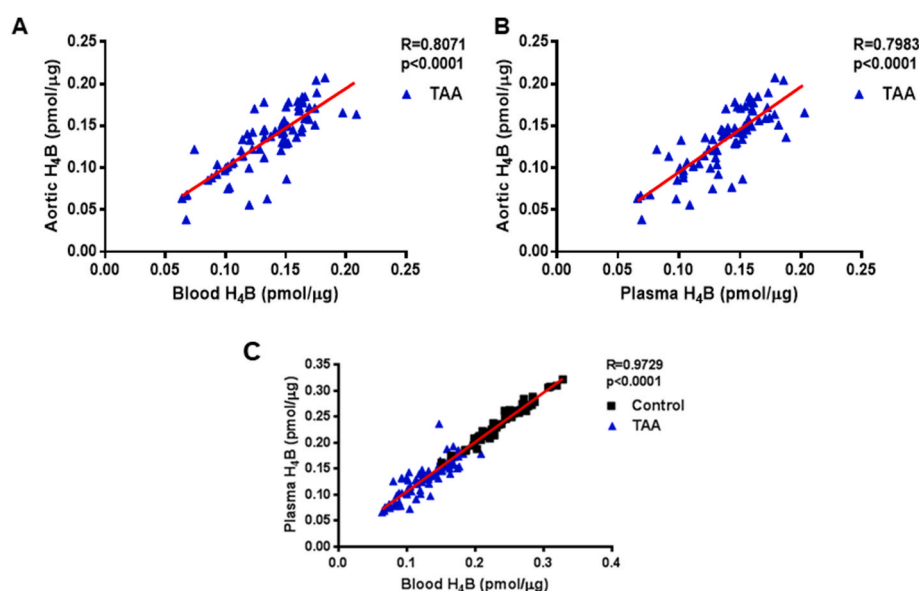 A
R=0.8071
p<0.0001
TAA
Aortic H₄B (pmol/µg)
0.25
0.20
0.15
0.10
0.05
0.00
0.00 0.05 0.10 0.15 0.20 0.25
Blood H₄B (pmol/µg)
B
R=0.7983
p<0.0001
TAA
Aortic H₄B (pmol/µg)
0.25
0.20
0.15
0.10
0.05
0.00
0.00 0.05 0.10 0.15 0.20 0.25
Plasma H₄B (pmol/µg)
C
R=0.9729
p<0.0001
Control
TAA
Plasma H₄B (pmol/µg)
0.35
0.30
0.25
0.20
0.15
0.10
0.05
0.00
0.0 0.1 0.2 0.3 0.4
Blood H₄B (pmol/µg)